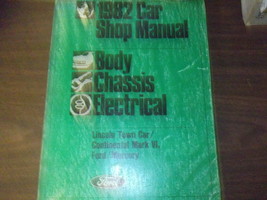 1982 Car
Shop Manual
Body
Chassis
Electrical
Lincoln Town Car/
Continental Mark VI,
Ford, Mercury
Ford